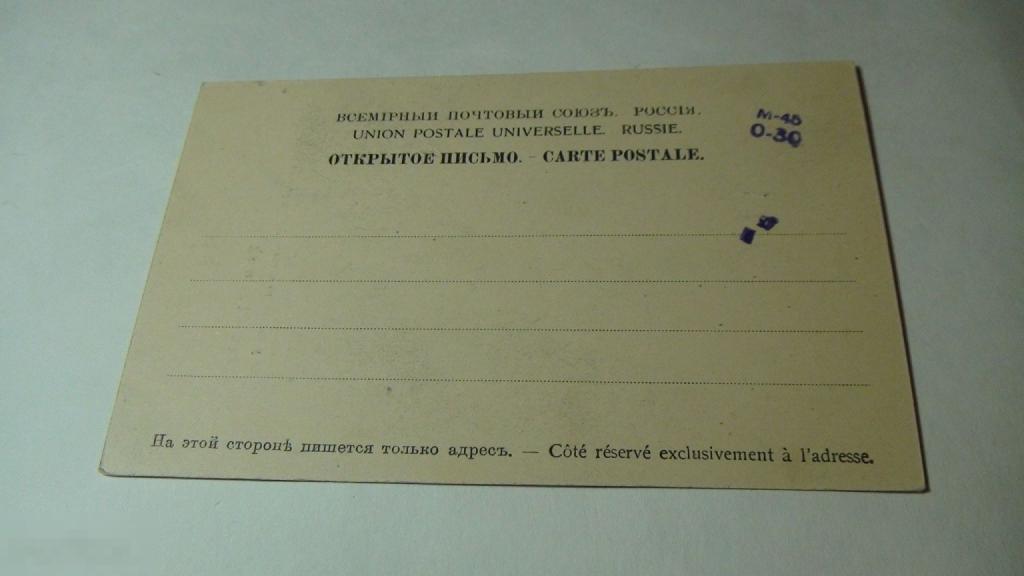 ВСЕМІРНЫЙ ПОЧТОВЫЙ СОЮЗЪ. РОССІЯ.
UNION POSTALE UNIVERSELLE. RUSSIE.
ОТКРЫТОЕ ПИСЬМО. - CARTE POSTALE.
М-45
О-30
На этой сторонѣ пишется только адресъ. — Côté réservé exclusivement à l'adresse.